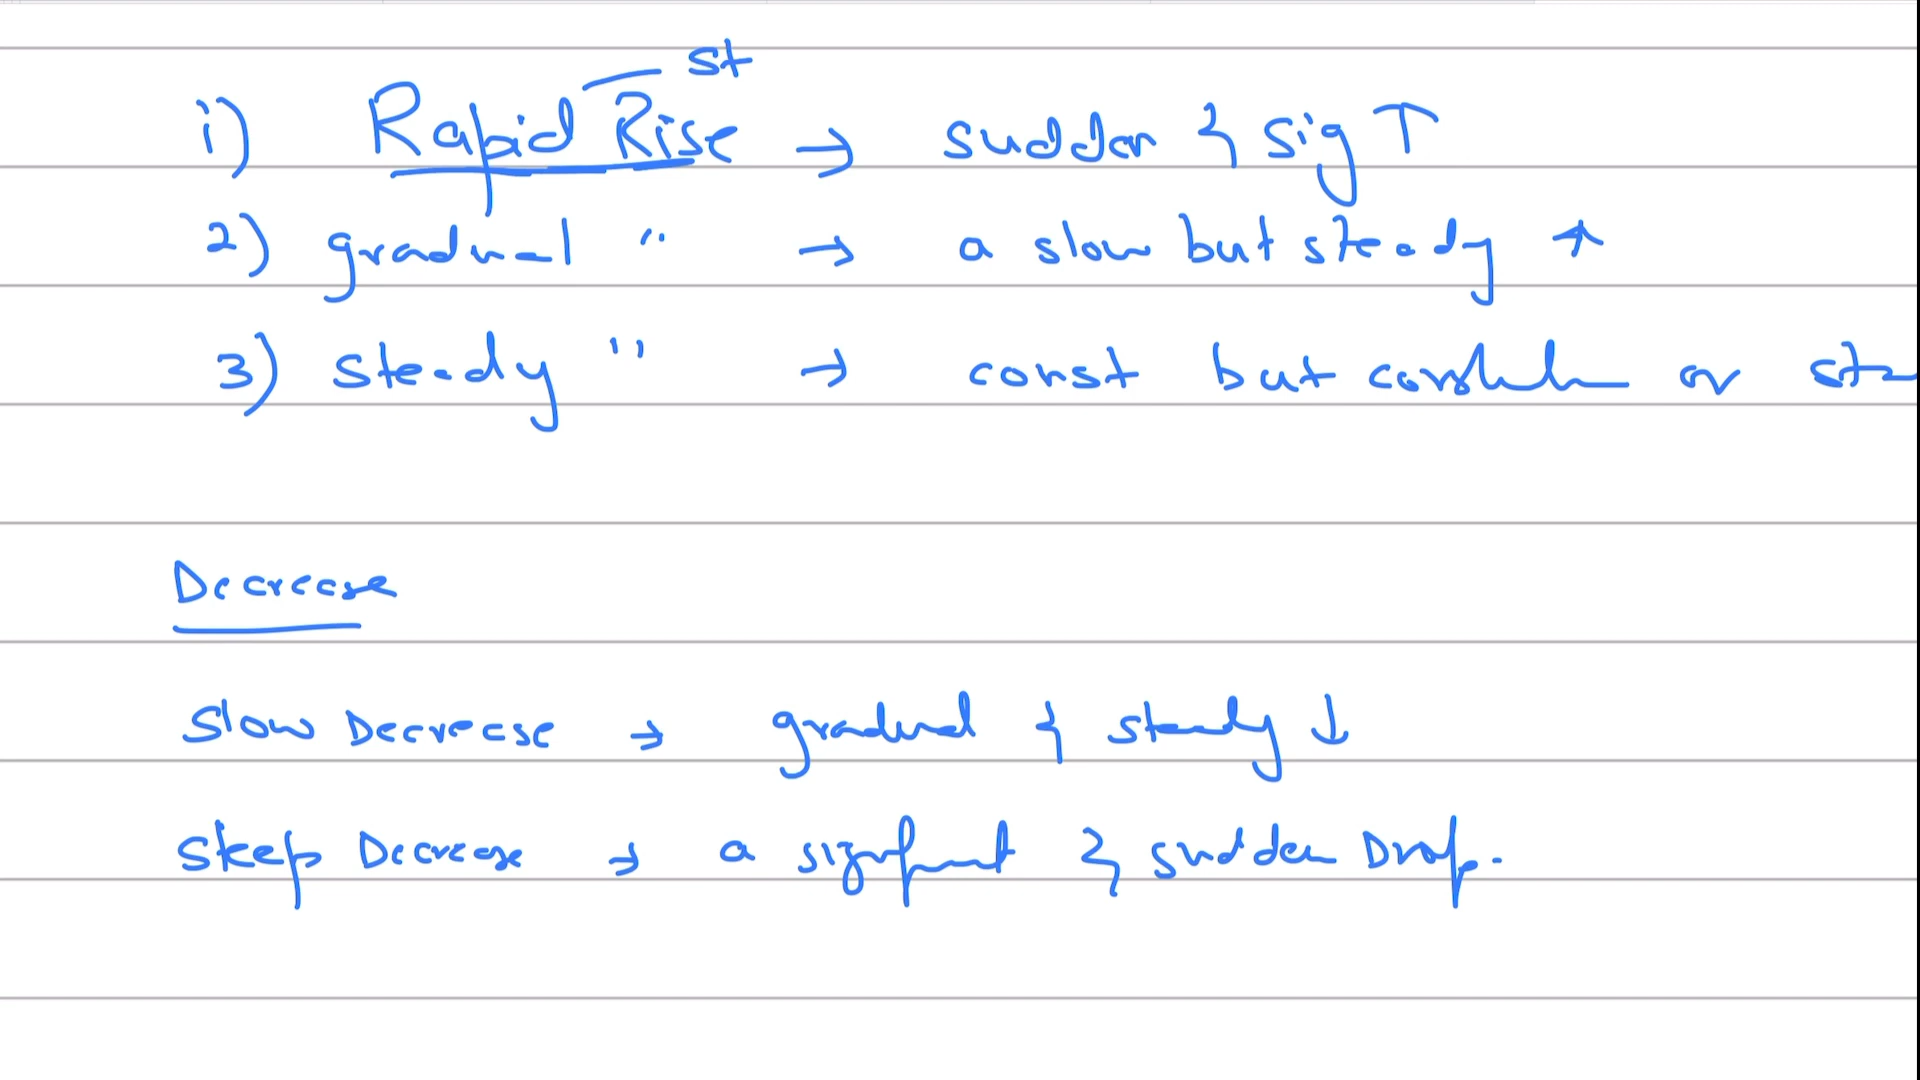 st
i) Rapid Rise → sudden & sig ↑
2) gradual " → a slow but steady ↑
3) steady " → const but or
Decrease
Slow Decrease → gradual & steady ↓
Steep Decrease → a significant & sudden Drop.